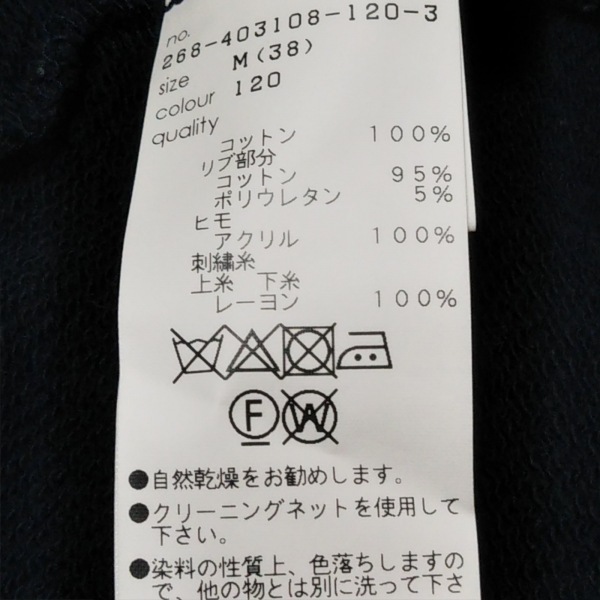 no.
268-403108-120-3
size M(38)
colour 120
quality
コットン 100%
リブ部分
コットン 95%
ポリウレタン 5%
ヒモ
アクリル 100%
刺繍糸
上糸 下糸
レーヨン 100%
F W
●自然乾燥をお勧めします。
●クリーニングネットを使用して
下さい。
●染料の性質上、色落ちしますの
で、他の物とは別に洗って下さ